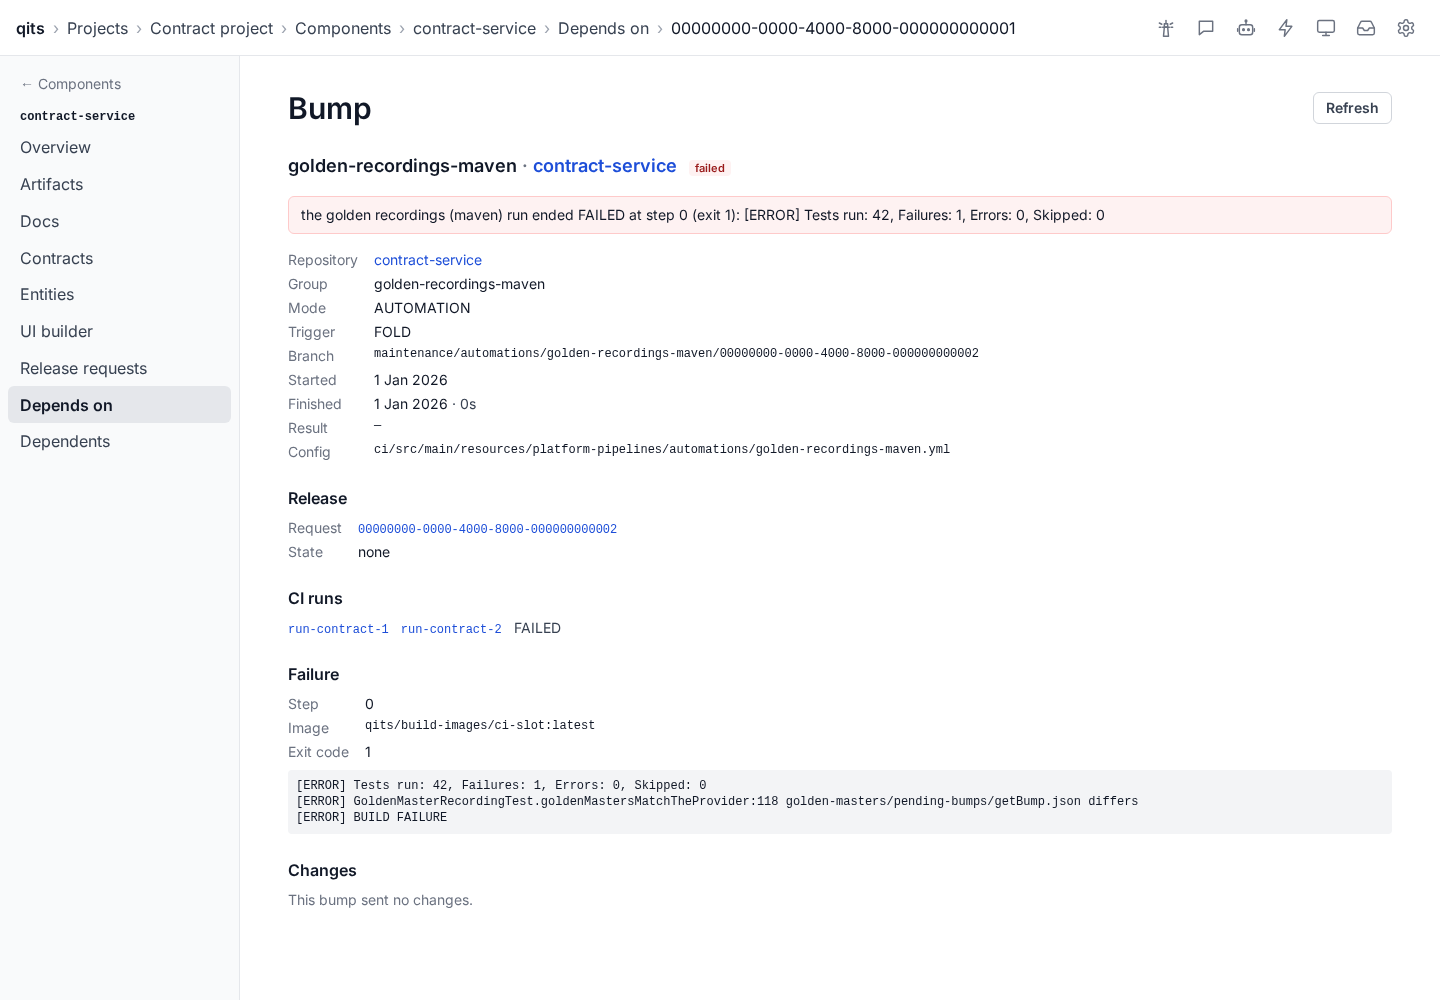 qits › Projects › Contract project › Components › contract-service › Depends on › 00000000-0000-4000-8000-000000000001
← Components
contract-service
Overview
Artifacts
Docs
Contracts
Entities
UI builder
Release requests
Depends on
Dependents
Bump
Refresh
golden-recordings-maven · contract-service failed
the golden recordings (maven) run ended FAILED at step 0 (exit 1): [ERROR] Tests run: 42, Failures: 1, Errors: 0, Skipped: 0
Repository contract-service
Group golden-recordings-maven
Mode AUTOMATION
Trigger FOLD
Branch maintenance/automations/golden-recordings-maven/00000000-0000-4000-8000-000000000002
Started 1 Jan 2026
Finished 1 Jan 2026 · 0s
Result –
Config ci/src/main/resources/platform-pipelines/automations/golden-recordings-maven.yml
Release
Request 00000000-0000-4000-8000-000000000002
State none
CI runs
run-contract-1 run-contract-2 FAILED
Failure
Step 0
Image qits/build-images/ci-slot:latest
Exit code 1
[ERROR] Tests run: 42, Failures: 1, Errors: 0, Skipped: 0
[ERROR] GoldenMasterRecordingTest.goldenMastersMatchTheProvider:118 golden-masters/pending-bumps/getBump.json differs
[ERROR] BUILD FAILURE
Changes
This bump sent no changes.